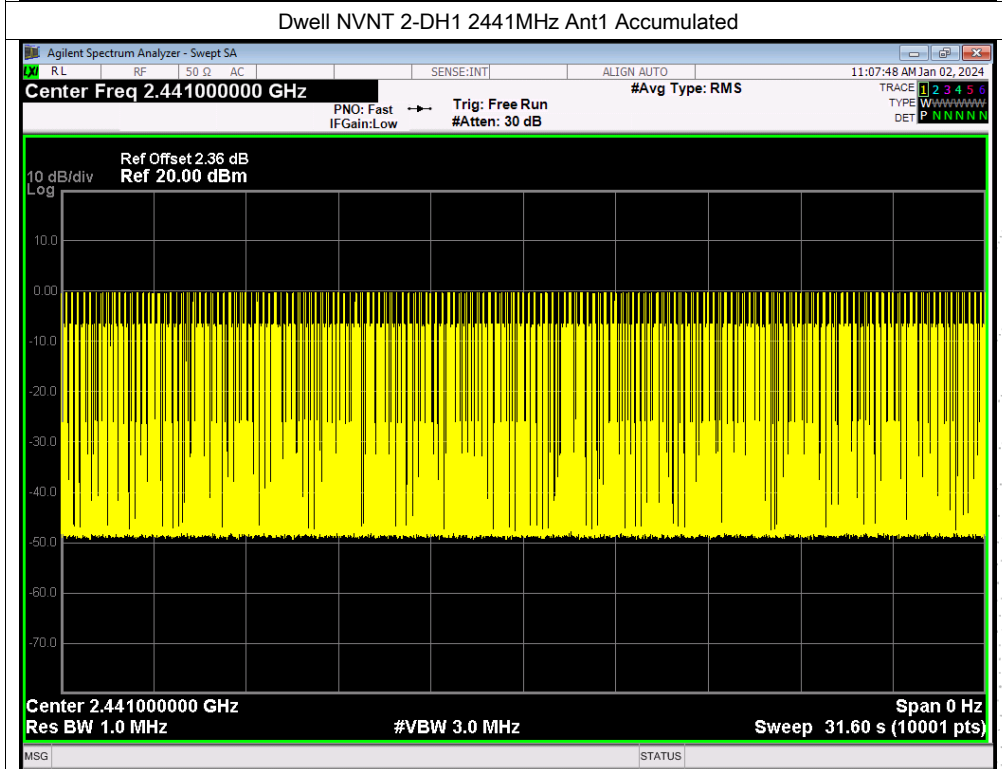 Dwell NVNT 2-DH1 2441MHz Ant1 Accumulated
Agilent Spectrum Analyzer - Swept SA
LXI RL RF 50 Ω AC SENSE:INT ALIGN AUTO 11:07:48 AM Jan 02, 2024
Center Freq 2.441000000 GHz #Avg Type: RMS TRACE 1 2 3 4 5 6
PNO: Fast Trig: Free Run TYPE WWWWWW
IFGain:Low #Atten: 30 dB DET P N N N N N
Ref Offset 2.36 dB
10 dB/div Ref 20.00 dBm
Log
10.0
0.00
-10.0
-20.0
-30.0
-40.0
-50.0
-60.0
-70.0
Center 2.441000000 GHz Span 0 Hz
Res BW 1.0 MHz #VBW 3.0 MHz Sweep 31.60 s (10001 pts)
MSG STATUS